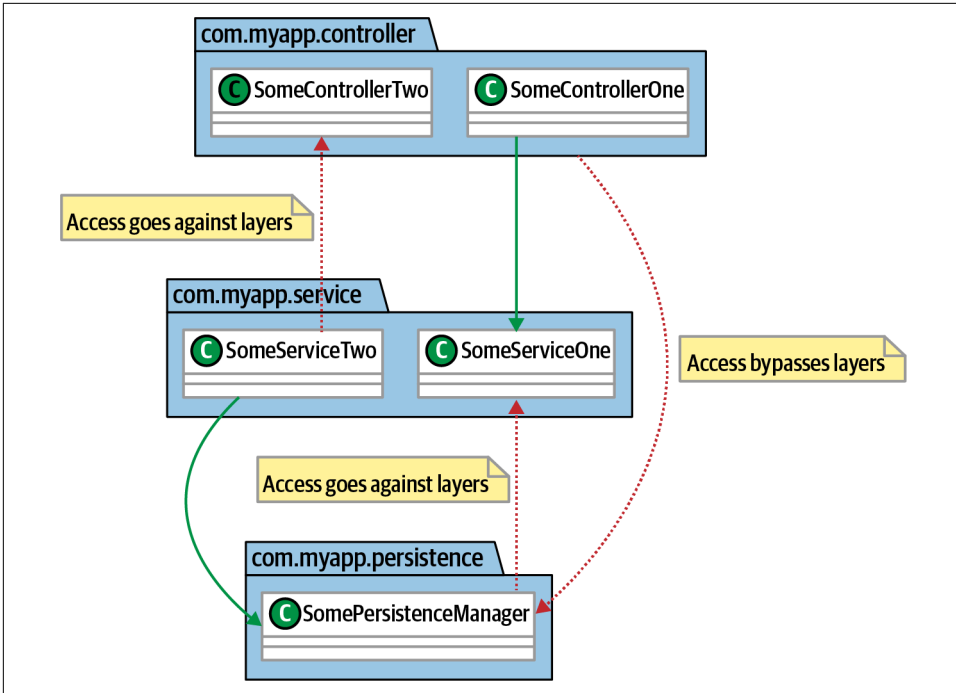 com.myapp.controller
C SomeControllerTwo
C SomeControllerOne
Access goes against layers
com.myapp.service
C SomeServiceTwo
C SomeServiceOne
Access bypasses layers
Access goes against layers
com.myapp.persistence
C SomePersistenceManager